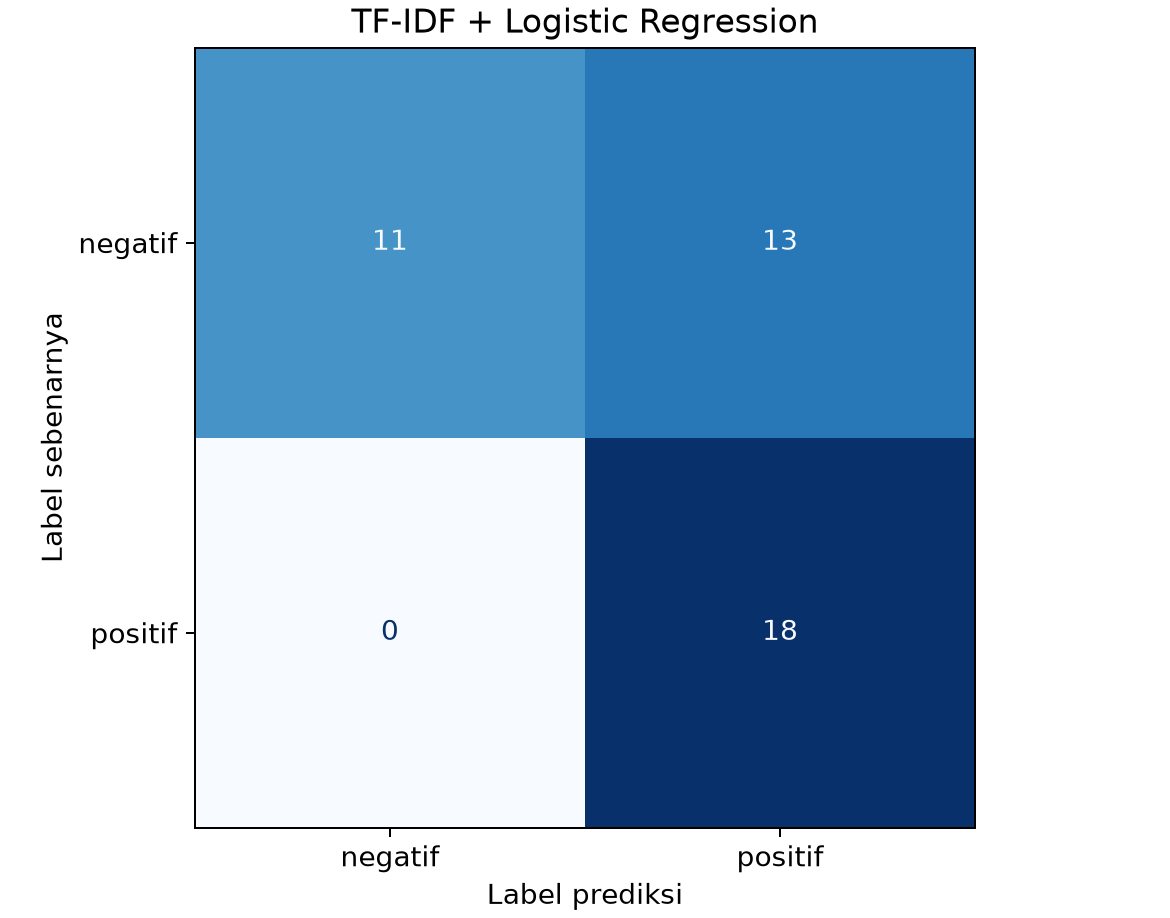 TF-IDF + Logistic Regression
negatif
11
13
Label sebenarnya
positif
0
18
negatif
positif
Label prediksi